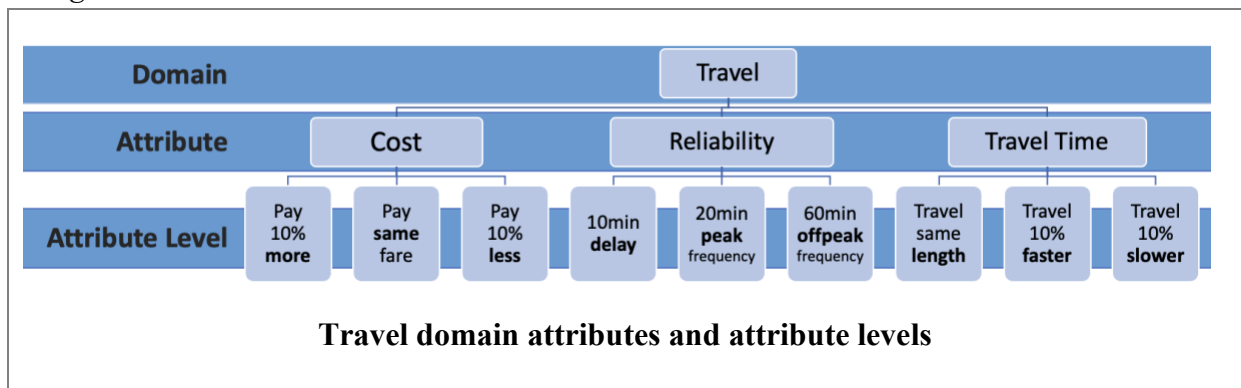 Domain
Travel
Attribute
Cost
Reliability
Travel Time
Attribute Level
Pay
10%
more
Pay
same
fare
Pay
10%
less
10min
delay
20min
peak
frequency
60min
offpeak
frequency
Travel
same
length
Travel
10%
faster
Travel
10%
slower
Travel domain attributes and attribute levels